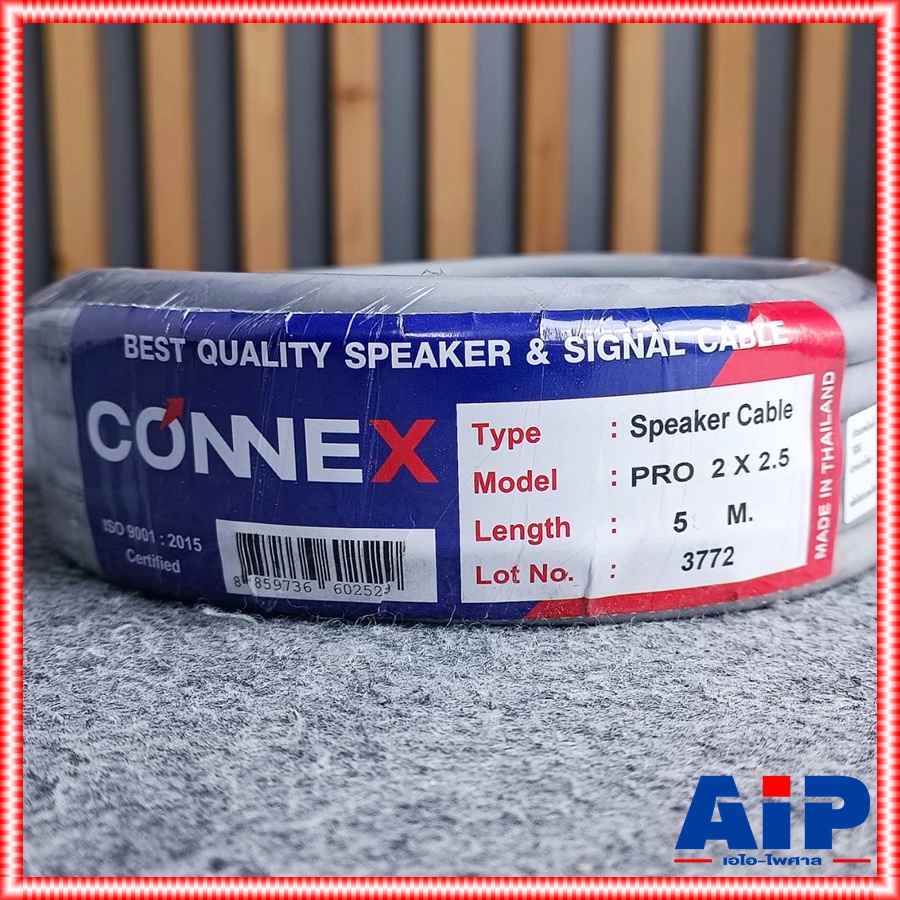 BEST QUALITY SPEAKER & SIGNAL CABLE
CONNEX
ISO 9001 : 2015
Certified
8 859736 602529
Type : Speaker Cable
Model : PRO 2 X 2.5
Length : 5 M.
Lot No. : 3772
MADE IN THAILAND
AiP
เอไอ-ไพศาล